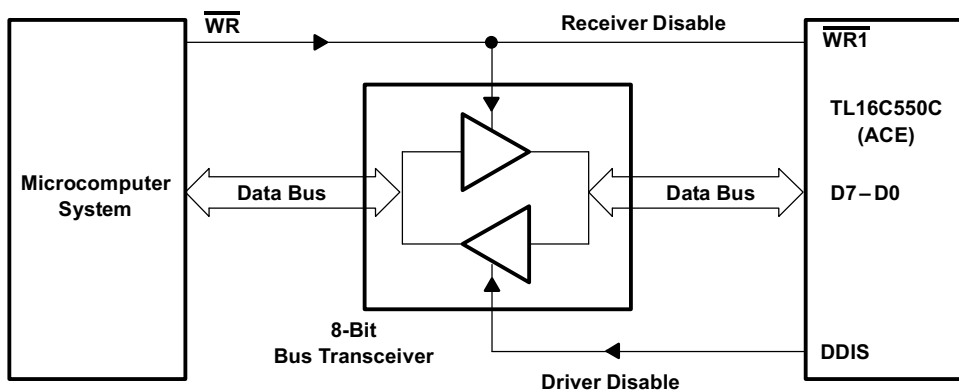 WR
Receiver Disable
WR1
TL16C550C
(ACE)
Microcomputer
System
Data Bus
Data Bus
D7–D0
8-Bit
Bus Transceiver
DDIS
Driver Disable